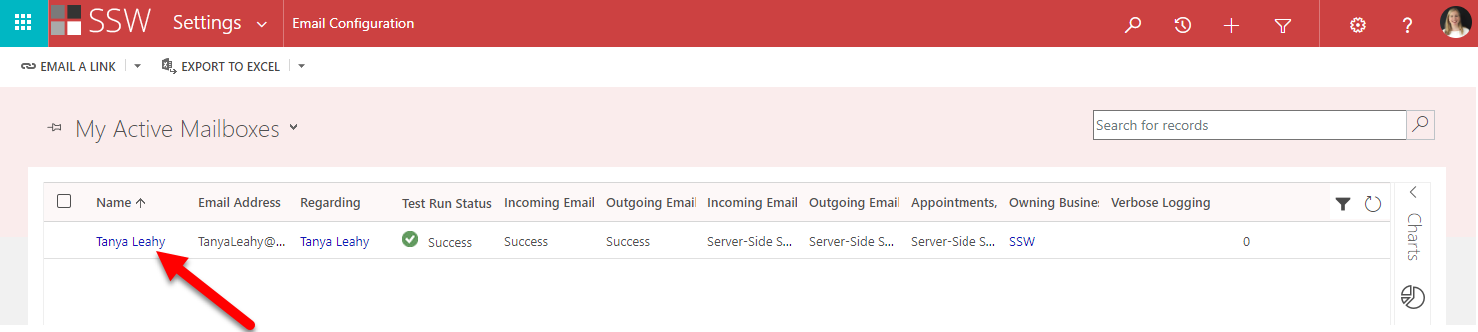 SSW Settings Email Configuration ?
EMAIL A LINK EXPORT TO EXCEL
My Active Mailboxes
Search for records
Name Email Address Regarding Test Run Status Incoming Email Outgoing Email Incoming Email Outgoing Email Appointments, Owning Busines Verbose Logging
Tanya Leahy TanyaLeahy@... Tanya Leahy Success Success Success Server-Side S... Server-Side S... Server-Side S... SSW 0
Charts